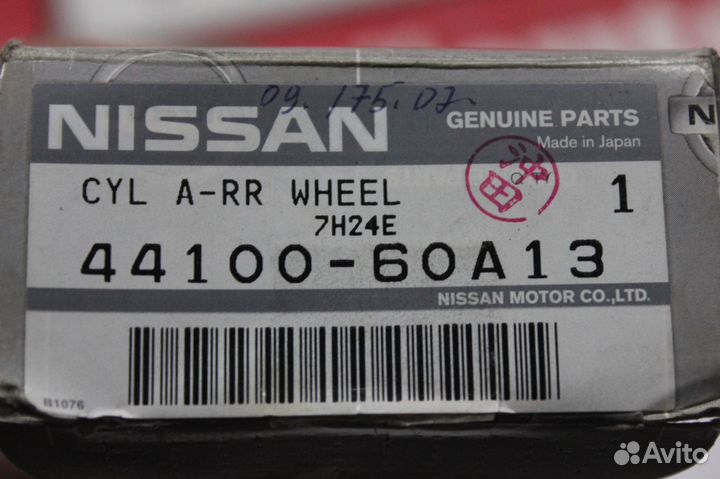 09.175.07.
NISSAN
GENUINE PARTS
Made in Japan
CYL A-RR WHEEL
1
7H24E
44100-60A13
NISSAN MOTOR CO.,LTD.
B1076
Avito